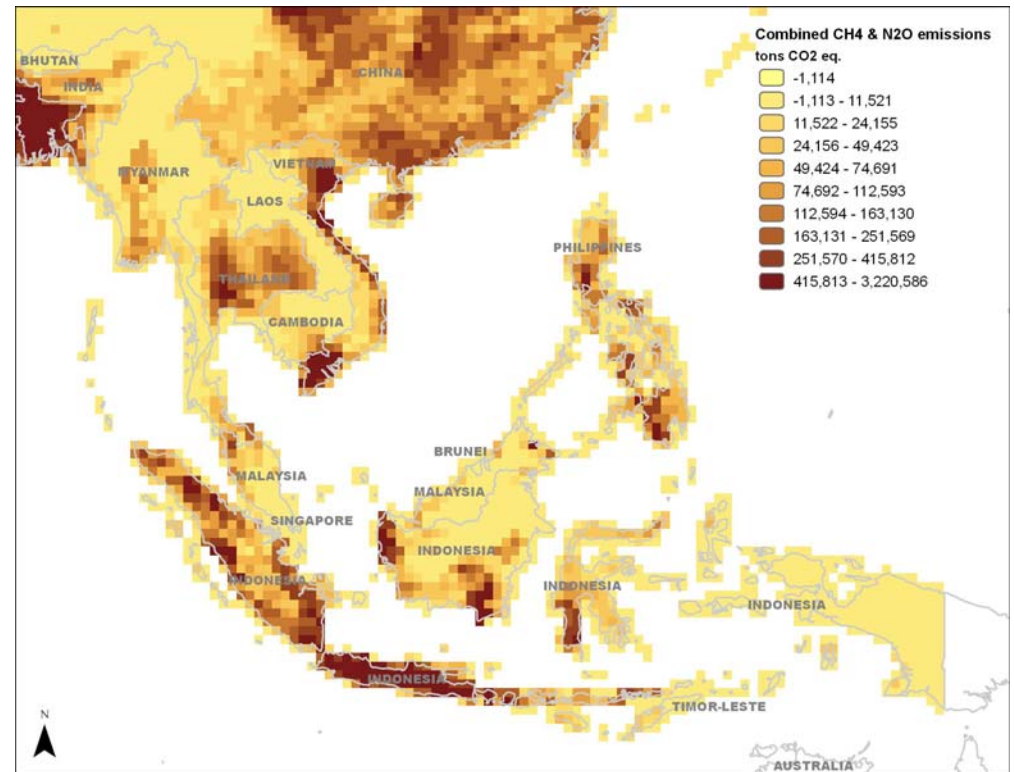 Combined CH4 & N2O emissions
tons CO2 eq.
-1,114
-1,113 - 11,521
11,522 - 24,155
24,156 - 49,423
49,424 - 74,691
74,692 - 112,593
112,594 - 163,130
163,131 - 251,569
251,570 - 415,812
415,813 - 3,220,586
BHUTAN
CHINA
INDIA
VIETNAM
MYANMAR
LAOS
PHILIPPINES
THAILAND
CAMBODIA
BRUNEI
MALAYSIA
MALAYSIA
SINGAPORE
INDONESIA
INDONESIA
INDONESIA
INDONESIA
INDONESIA
TIMOR-LESTE
N
AUSTRALIA